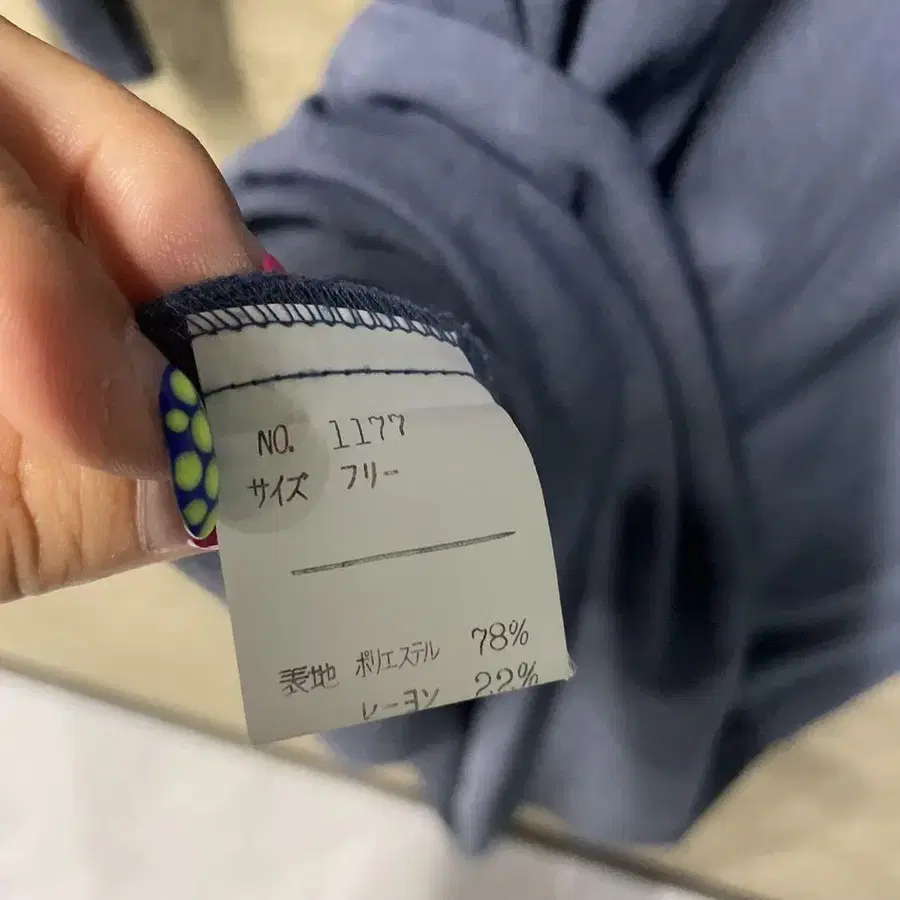 NO. 1177
サイズ フリー
表地 ポリエステル 78%
レーヨン 22%